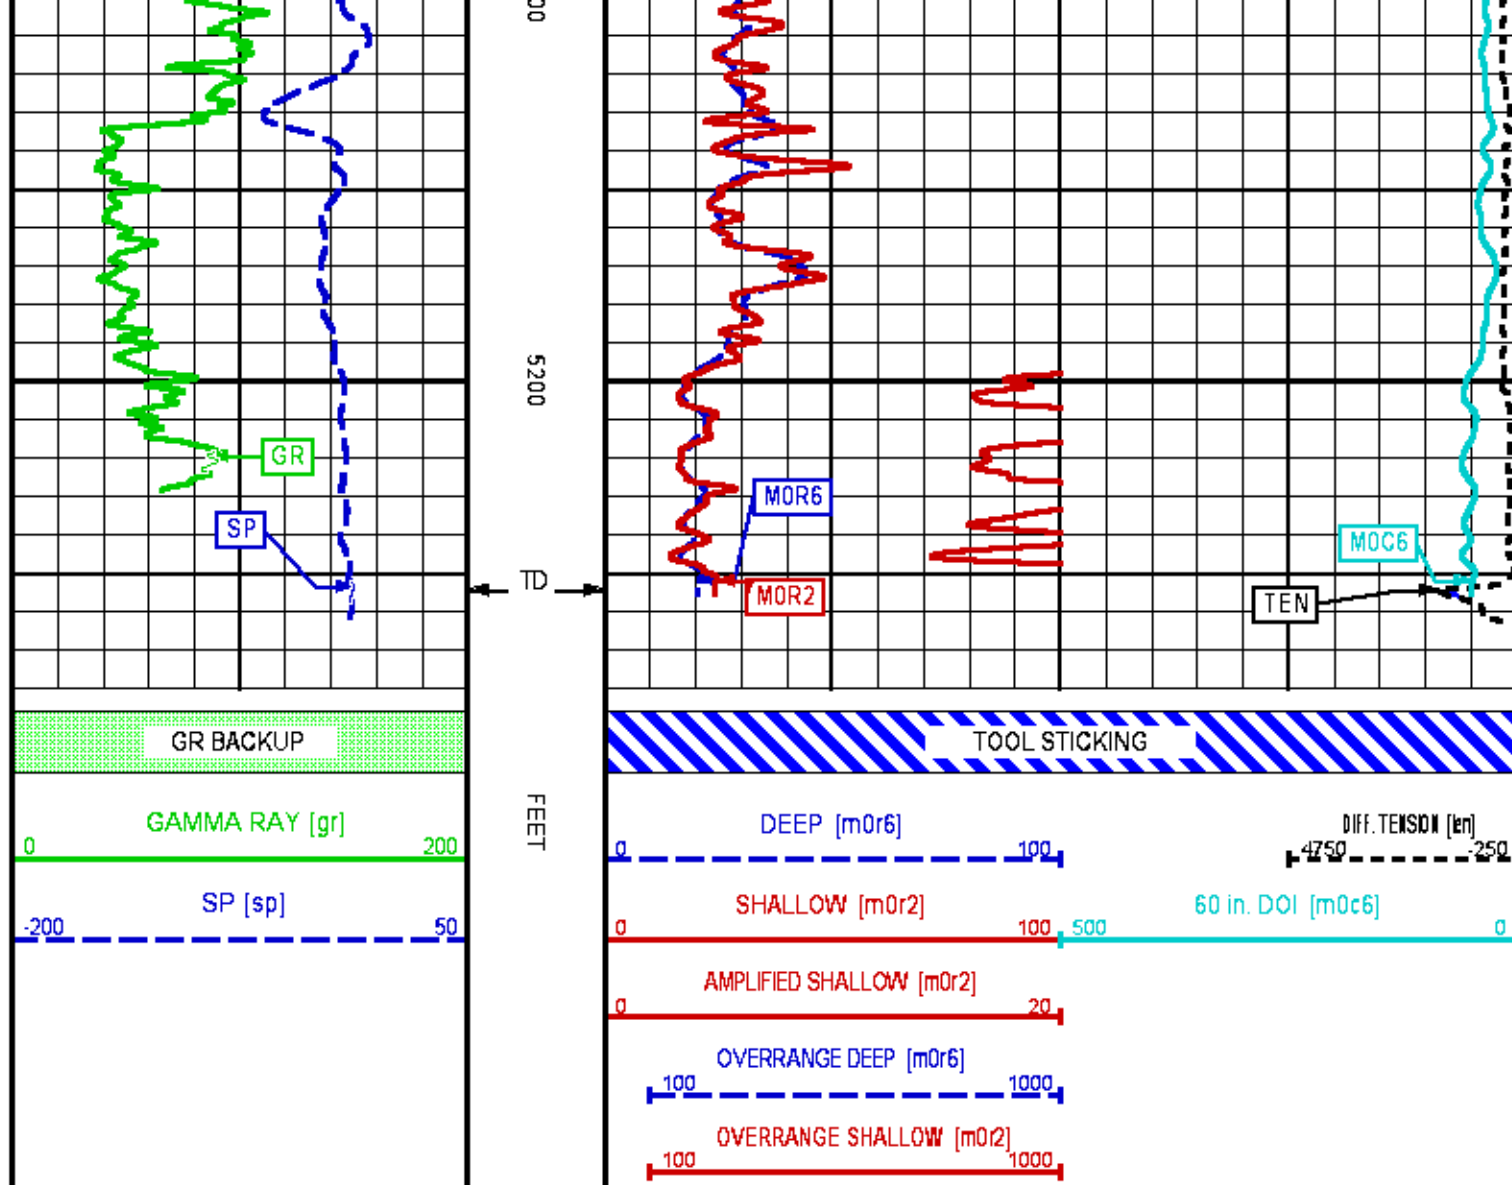 00
5200
GR
M0R6
SP
M0C6
TD
M0R2
TEN
GR BACKUP
TOOL STICKING
FEET
GAMMA RAY [gr]
0 200
SP [sp]
-200 50
DEEP [m0r6]
0 100
DIFF. TENSION [ten]
4750 -250
SHALLOW [m0r2]
0 100
60 in. DOI [m0c6]
500 0
AMPLIFIED SHALLOW [m0r2]
0 20
OVERRANGE DEEP [m0r6]
100 1000
OVERRANGE SHALLOW [m0r2]
100 1000